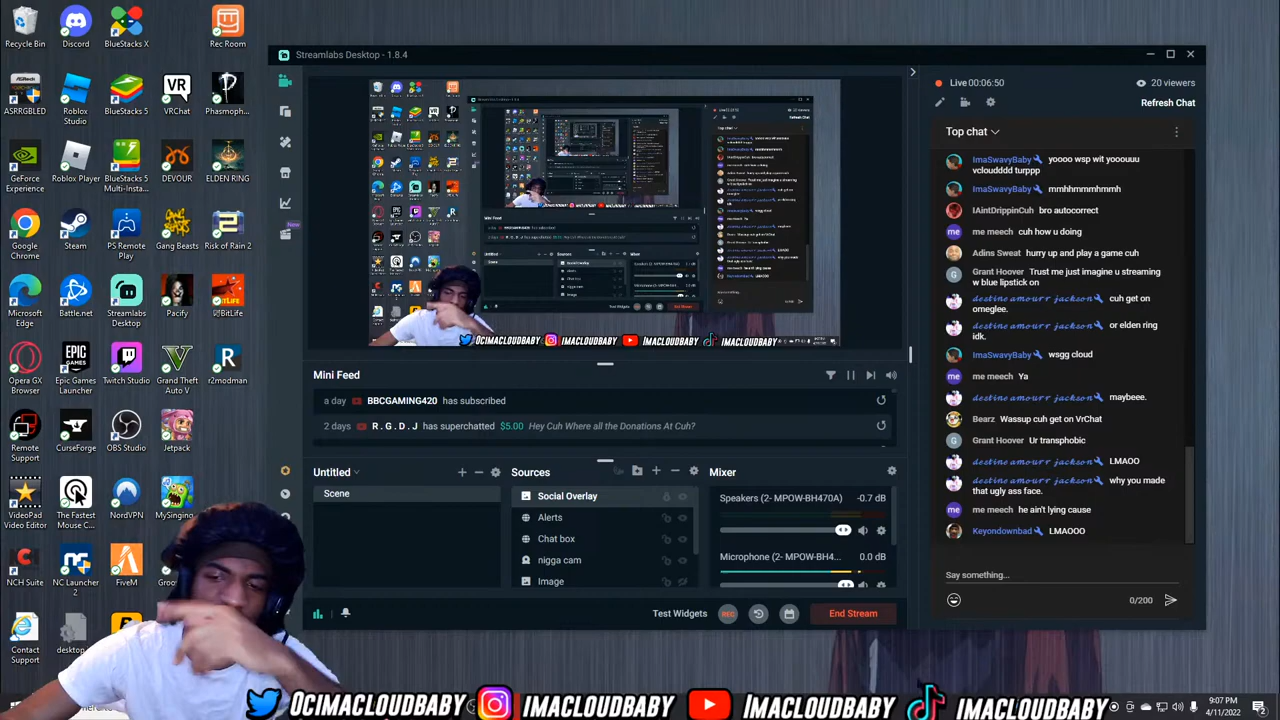 Recycle Bin
Discord
BlueStacks X
Rec Room
ASRGBLED
Roblox Studio
BlueStacks 5
VRChat
Phasmoph...
GeForce Experience
Roblox Player
BlueStacks 5 Multi-Insta...
DEVOUR
ELDEN RING
Google Chrome
Steam
PS Remote Play
Gang Beasts
Risk of Rain 2
Microsoft Edge
Battle.net
Streamlabs Desktop
Pacify
BitLife
Opera GX Browser
Epic Games Launcher
Twitch Studio
Grand Theft Auto V
r2modman
Remote Support
CurseForge
OBS Studio
Jetpack
VideoPad Video Editor
The Fastest Mouse C...
NordVPN
MySinging
NCH Suite
NC Launcher 2
FiveM
Contact Support
desktop
Streamlabs Desktop - 1.8.4
New
Mini Feed
a day BBCGAMING420 has subscribed
2 days R . G . D . J has superchatted $5.00 Hey Cuh Where all the Donations At Cuh?
Untitled
Scene
Sources
Social Overlay
Alerts
Chat box
nigga cam
Image
Mixer
Speakers (2- MPOW-BH470A) -0.7 dB
Microphone (2- MPOW-BH4... 0.0 dB
Test Widgets
REC
End Stream
Live 00:06:50
20 viewers
Refresh Chat
Top chat
ImaSwavyBaby yoooo wsp wit yooouuu
vclouddd turppp
ImaSwavyBaby mmhhmmhmmhh
IAintDrippinCuh bro autocorrect
me meech cuh how u doing
Adins Sweat hurry up and play a game cuh
Grant Hoover Trust me just imagine u streaming
w blue lipstick on
destine amourr jackson cuh get on
omeglee.
destine amourr jackson or elden ring
idk.
ImaSwavyBaby wsgg cloud
me meech Ya
destine amourr jackson maybeee.
Bearz Wassup cuh get on VrChat
Grant Hoover Ur transphobic
destine amourr jackson LMAOO
destine amourr jackson why you made
that ugly ass face.
me meech he ain't lying cause
Keyondownbad LMAOOO
Say something...
0/200
OCIMACLOUDBABY IMACLOUDBABY IMACLOUDBABY IMACLOUDBABY
9:07 PM
4/11/2022